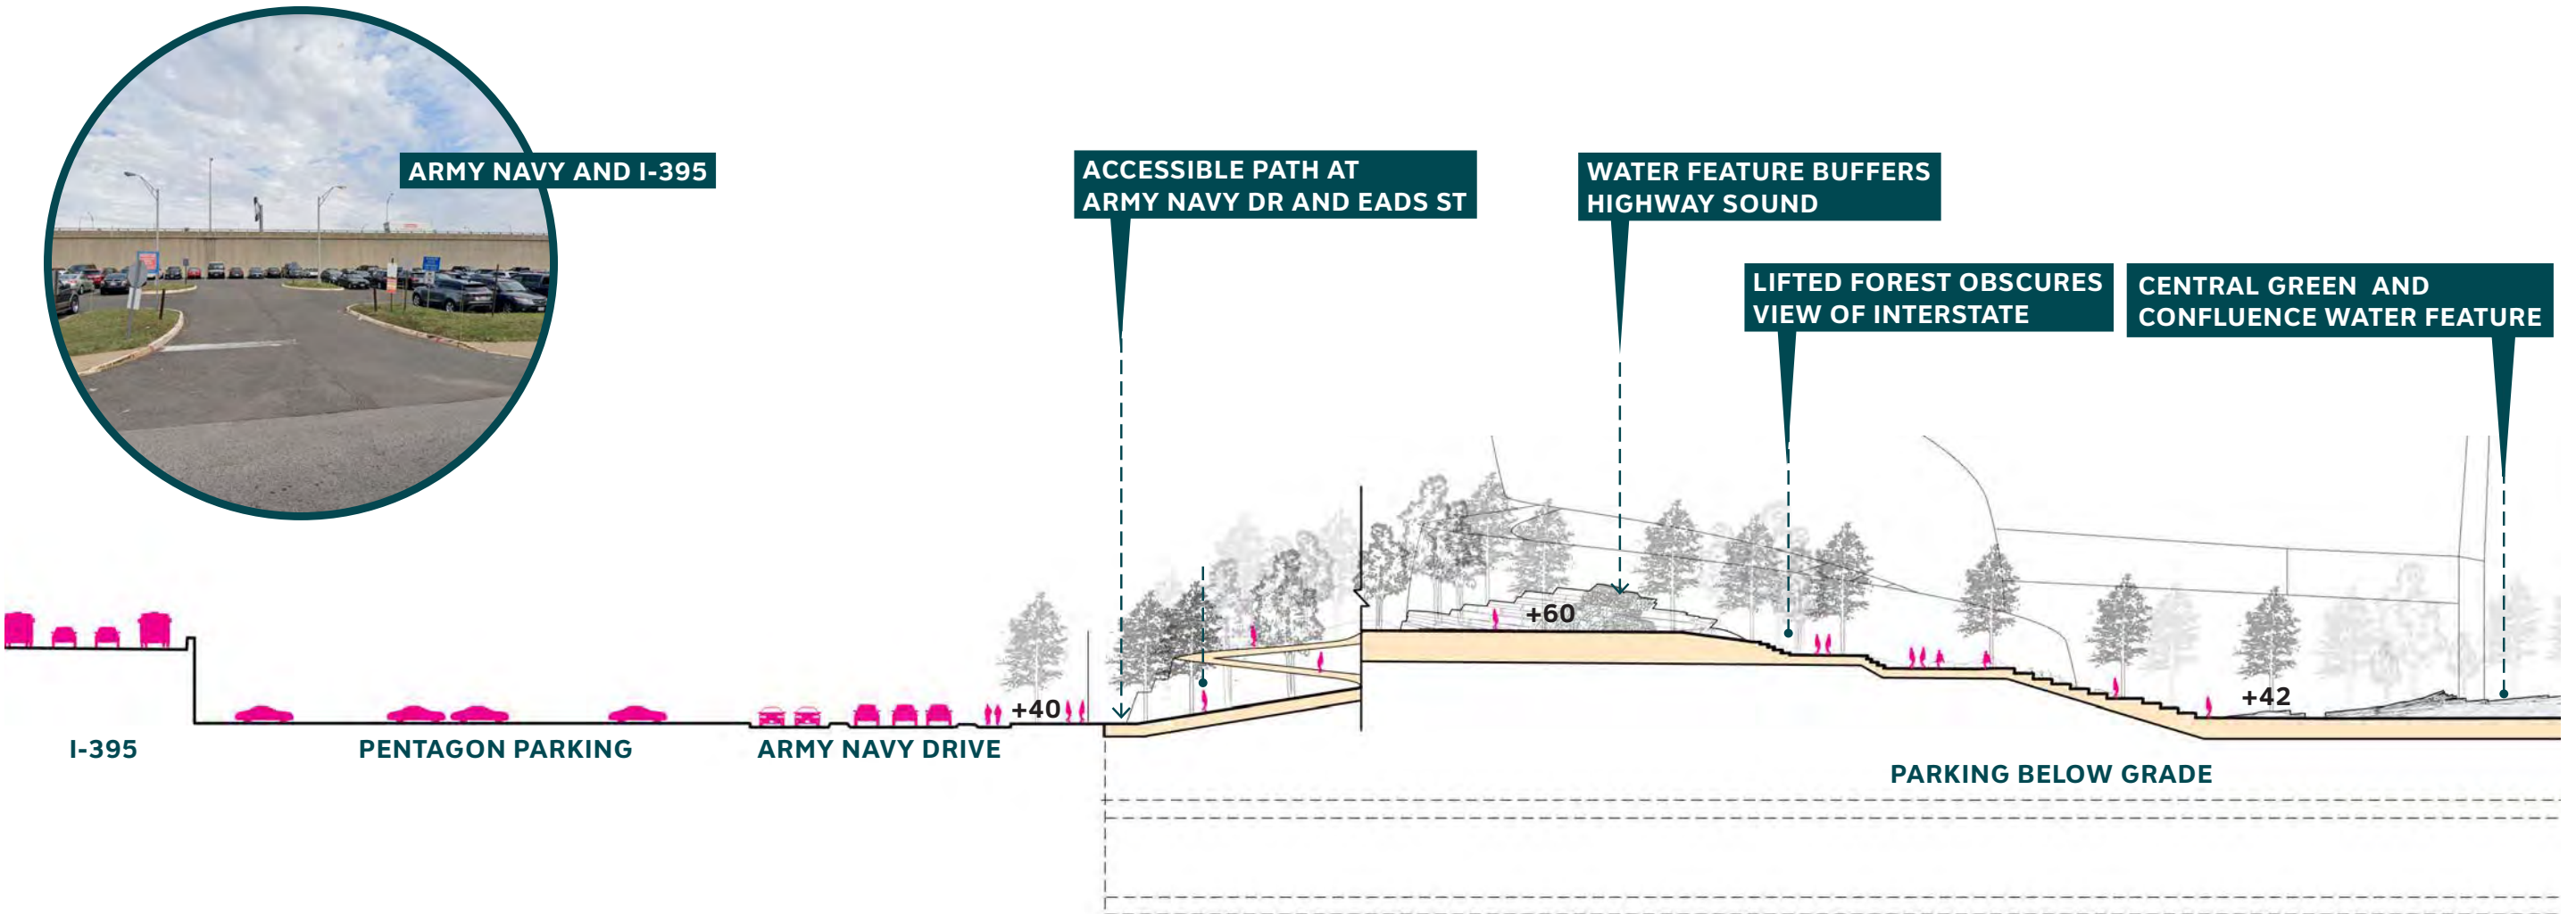 ARMY NAVY AND I-395
ACCESSIBLE PATH AT
ARMY NAVY DR AND EADS ST
WATER FEATURE BUFFERS
HIGHWAY SOUND
LIFTED FOREST OBSCURES
VIEW OF INTERSTATE
CENTRAL GREEN AND
CONFLUENCE WATER FEATURE
+60
+40
+42
I-395
PENTAGON PARKING
ARMY NAVY DRIVE
PARKING BELOW GRADE